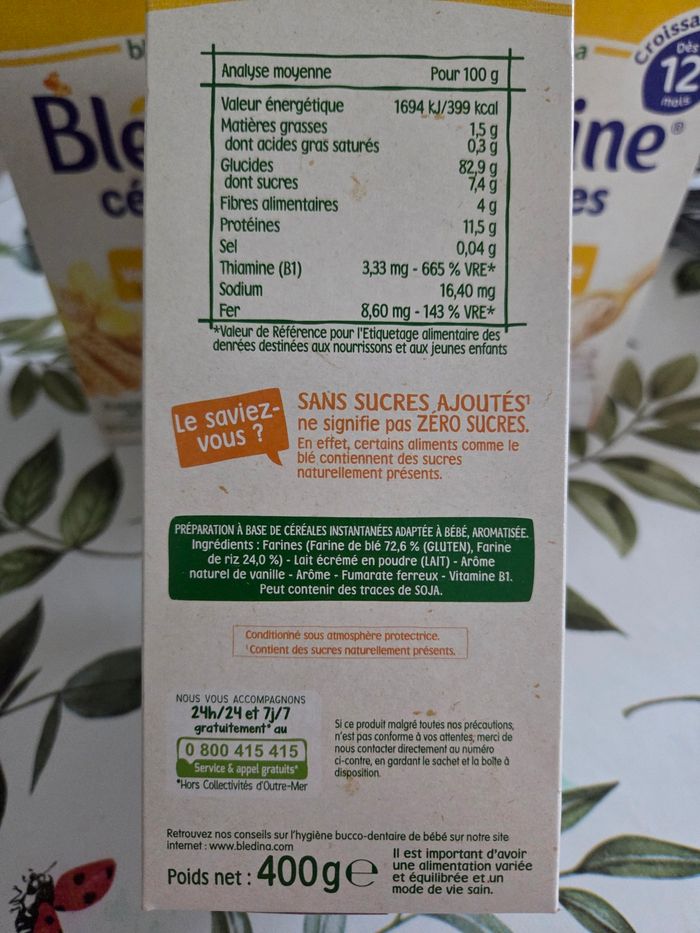 Blé
cé
ine®
es
Croissa
Dès
12
mois
Analyse moyenne Pour 100 g
Valeur énergétique 1694 kJ/399 kcal
Matières grasses 1,5 g
dont acides gras saturés 0,3 g
Glucides 82,9 g
dont sucres 7,4 g
Fibres alimentaires 4 g
Protéines 11,5 g
Sel 0,04 g
Thiamine (B1) 3,33 mg - 665 % VRE*
Sodium 16,40 mg
Fer 8,60 mg - 143 % VRE*
*Valeur de Référence pour l'Etiquetage alimentaire des
denrées destinées aux nourrissons et aux jeunes enfants
Le saviez-
vous ?
SANS SUCRES AJOUTÉS¹
ne signifie pas ZÉRO SUCRES.
En effet, certains aliments comme le
blé contiennent des sucres
naturellement présents.
PRÉPARATION À BASE DE CÉRÉALES INSTANTANÉES ADAPTÉE À BÉBÉ, AROMATISÉE.
Ingrédients : Farines (Farine de blé 72,6 % (GLUTEN), Farine
de riz 24,0 %) - Lait écrémé en poudre (LAIT) - Arôme
naturel de vanille - Arôme - Fumarate ferreux - Vitamine B1.
Peut contenir des traces de SOJA.
Conditionné sous atmosphère protectrice.
¹Contient des sucres naturellement présents.
NOUS VOUS ACCOMPAGNONS
24h/24 et 7j/7
gratuitement* au
0 800 415 415
Service & appel gratuits*
*Hors Collectivités d'Outre-Mer
Si ce produit malgré toutes nos précautions,
n'est pas conforme à vos attentes, merci de
nous contacter directement au numéro
ci-contre, en gardant le sachet et la boîte à
disposition.
Retrouvez nos conseils sur l'hygiène bucco-dentaire de bébé sur notre site
internet : www.bledina.com
Poids net : 400g e
Il est important d'avoir
une alimentation variée
et équilibrée et un
mode de vie sain.